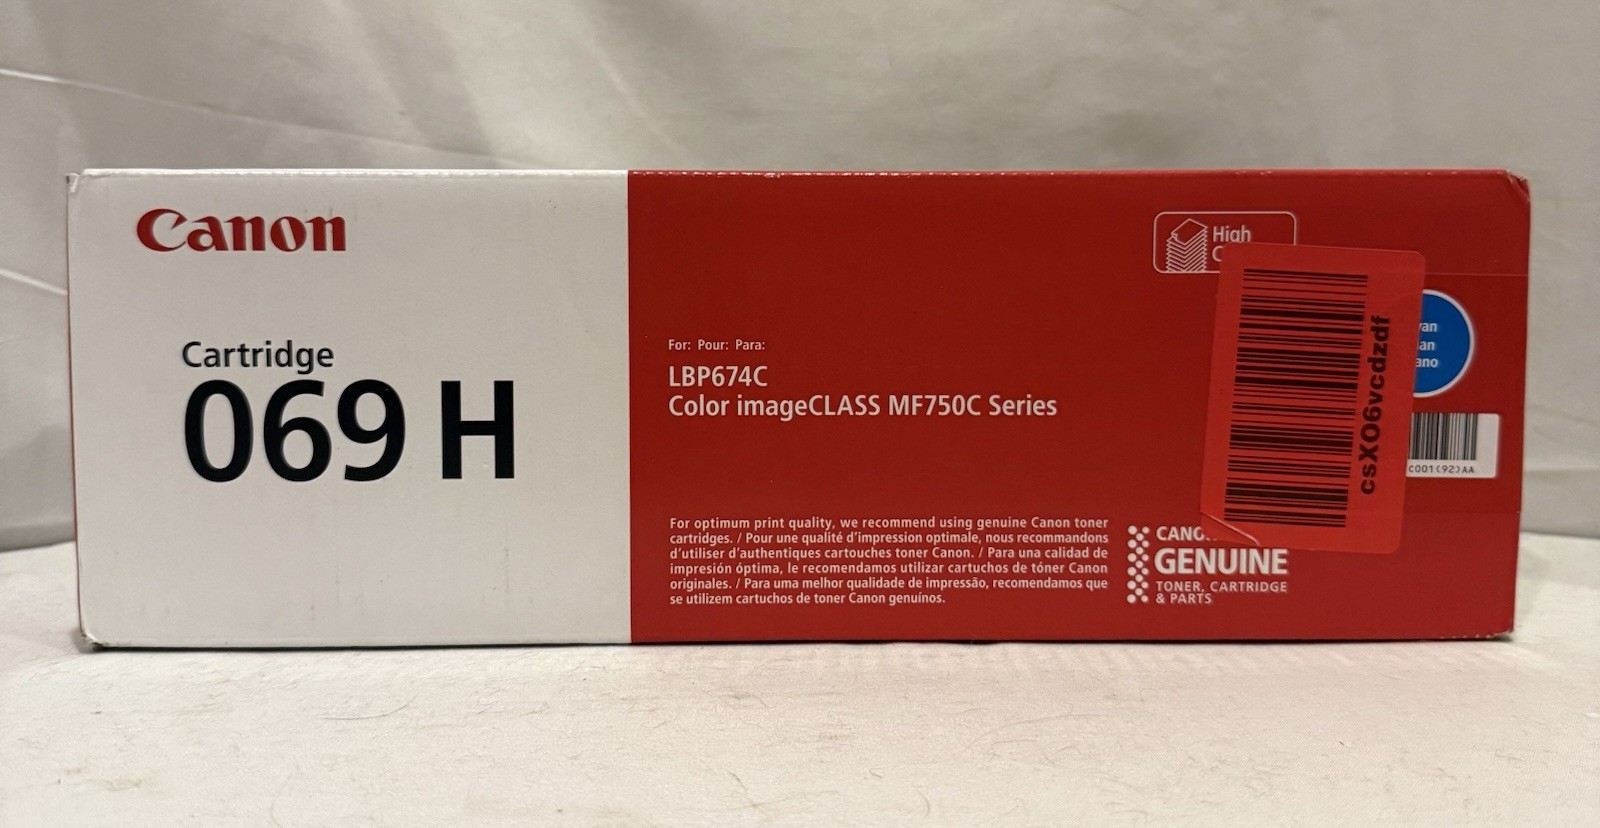 Canon
Cartridge
069 H
High
For: Pour: Para:
LBP674C
Color imageCLASS MF750C Series
csXO6vcdzdf
C001(92)AA
For optimum print quality, we recommend using genuine Canon toner
cartridges. / Pour une qualité d'impression optimale, nous recommandons
d'utiliser d'authentiques cartouches toner Canon. / Para una calidad de
impresión óptima, le recomendamos utilizar cartuchos de tóner Canon
originales. / Para uma melhor qualidade de impressão, recomendamos que
se utilizem cartuchos de toner Canon genuínos.
GENUINE
TONER, CARTRIDGE
& PARTS